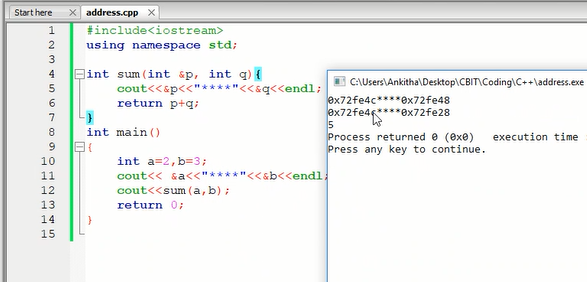 Start here address.cpp
1 #include<iostream>
2 using namespace std;
3
4 int sum(int &p, int q){
5 cout<<&p<<"****"<<&q<<endl;
6 return p+q;
7 }
8 int main()
9 {
10 int a=2,b=3;
11 cout<< &a<<"****"<<&b<<endl;
12 cout<<sum(a,b);
13 return 0;
14 }
15
C:\Users\Ankitha\Desktop\CBIT\Coding\C++\address.exe
0x72fe4c****0x72fe48
0x72fe4c****0x72fe28
5
Process returned 0 (0x0) execution time :
Press any key to continue.